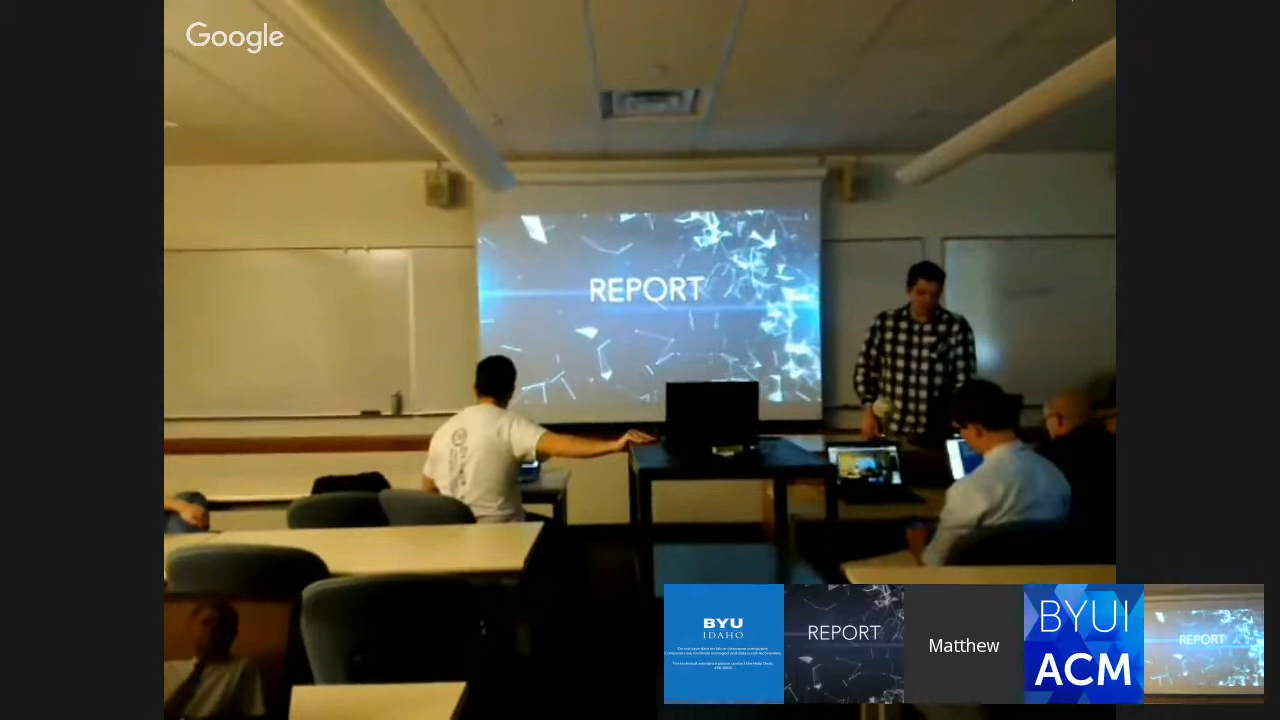 Google
REPORT
BYU
IDAHO
REPORT
Matthew
BYUI
ACM
REPORT